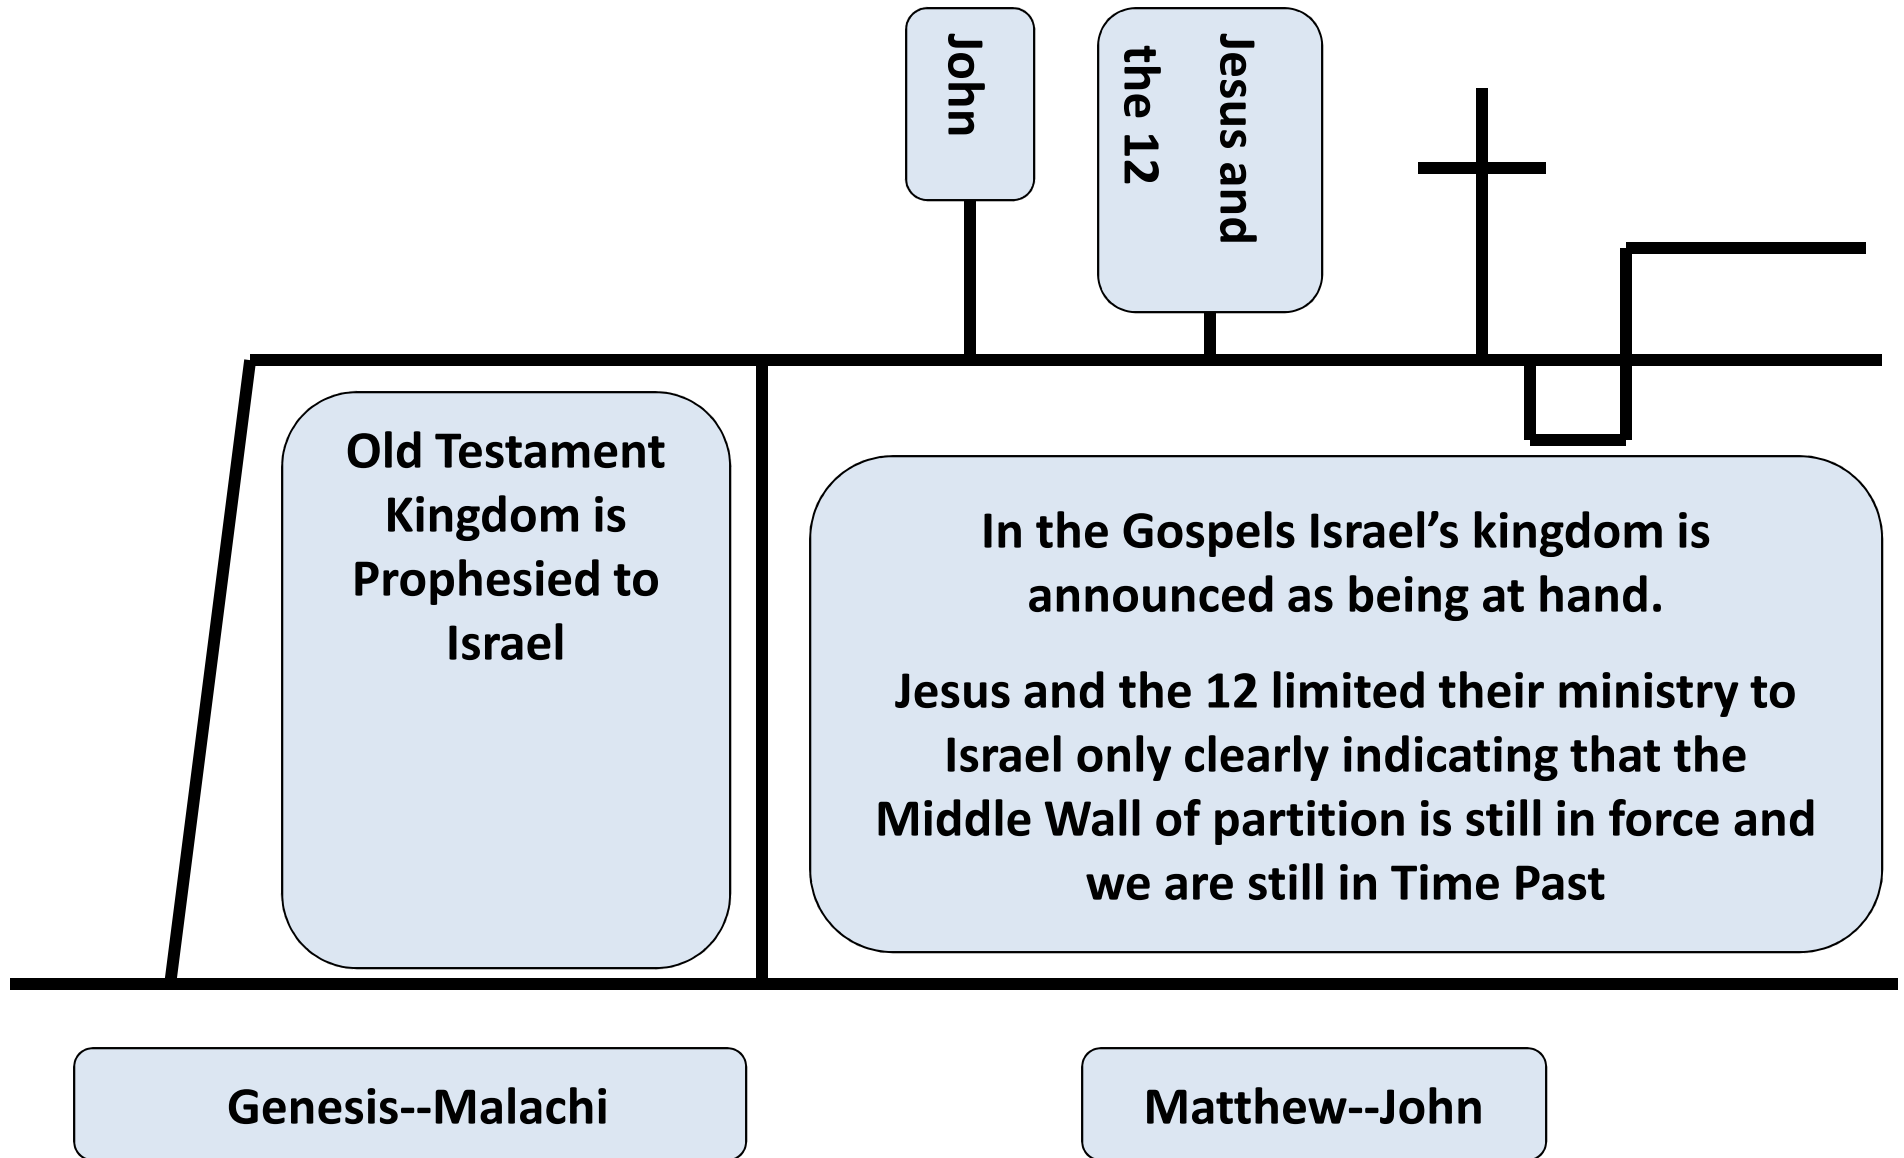 John
Jesus and
the 12
Old Testament
Kingdom is
Prophesied to
Israel
In the Gospels Israel’s kingdom is
announced as being at hand.
Jesus and the 12 limited their ministry to
Israel only clearly indicating that the
Middle Wall of partition is still in force and
we are still in Time Past
Genesis--Malachi
Matthew--John